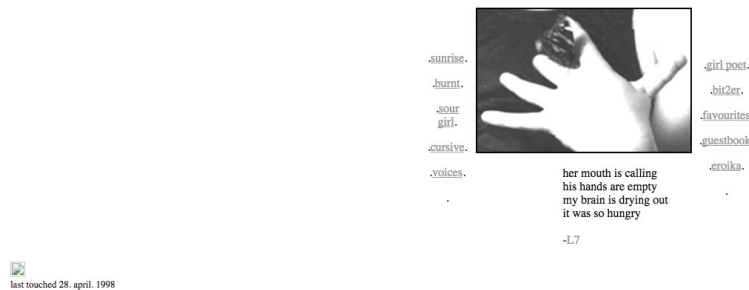 .sunrise.
.burnt.
.sour
girl.
.cursive.
.voices.
.
.girl poet.
.bit2er.
.favourites
.guestbook
.eroika.
.
her mouth is calling
his hands are empty
my brain is drying out
it was so hungry
-L7
last touched 28. april. 1998